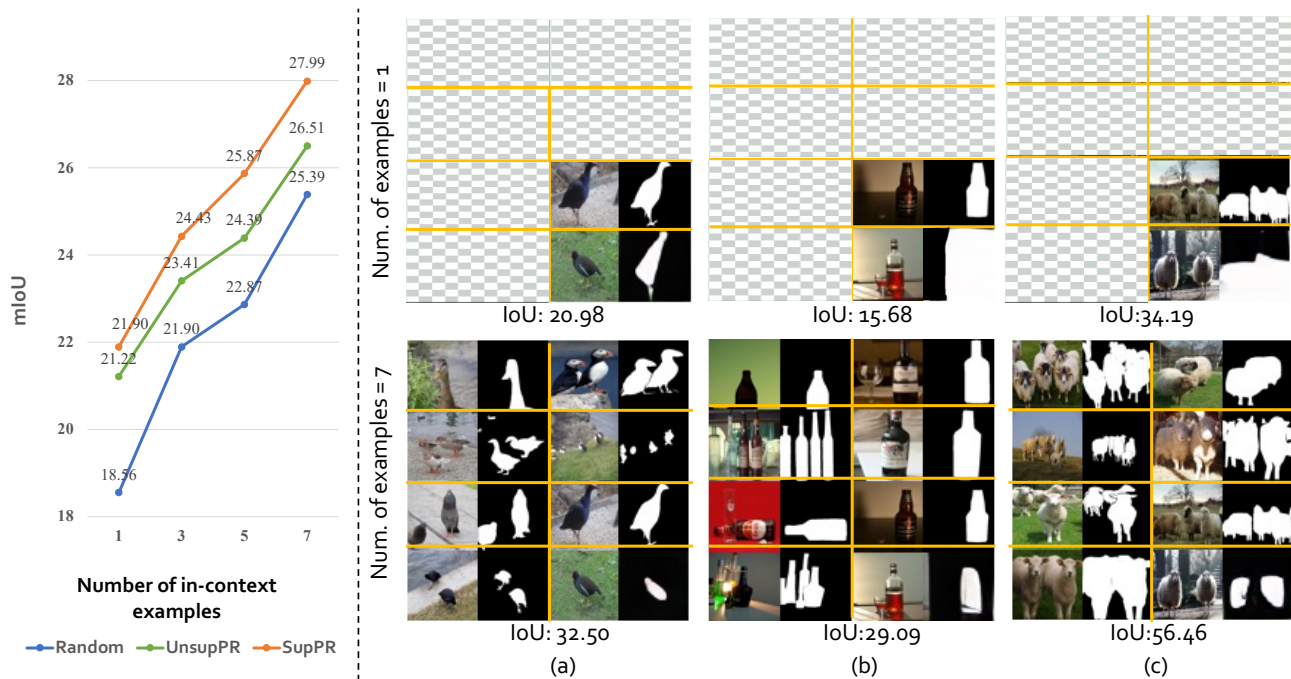 28
26
24
22
20
18
mIoU
27.99
26.51
25.87
25.39
24.43
24.39
23.41
22.87
21.90
21.90
21.22
18.56
1 3 5 7
Number of in-context
examples
Random UnsupPR SupPR
Num. of examples = 1
IoU: 20.98
IoU: 15.68
IoU:34.19
Num. of examples = 7
IoU: 32.50
IoU:29.09
IoU:56.46
(a)
(b)
(c)